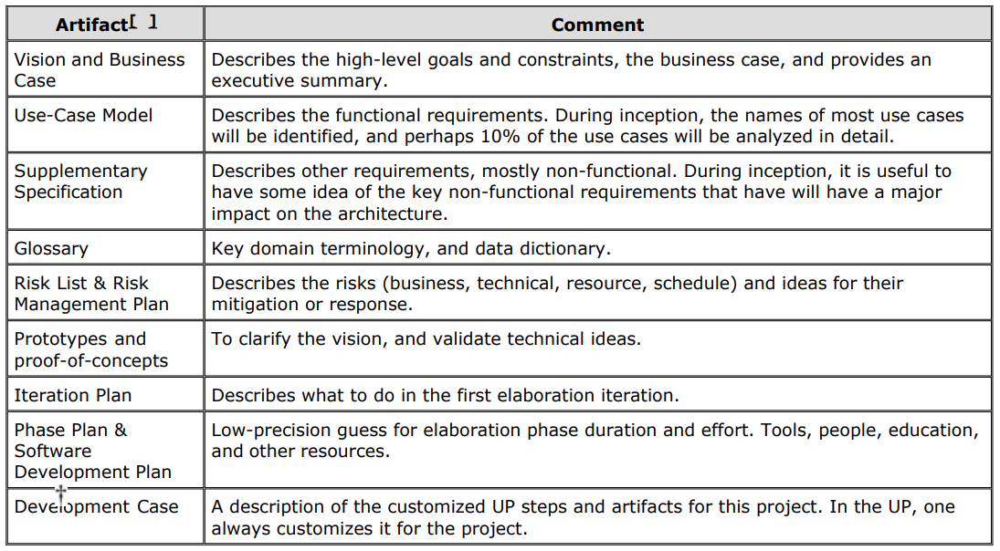 Artifact[ ]
Comment
Vision and Business
Case
Describes the high-level goals and constraints, the business case, and provides an
executive summary.
Use-Case Model
Describes the functional requirements. During inception, the names of most use cases
will be identified, and perhaps 10% of the use cases will be analyzed in detail.
Supplementary
Specification
Describes other requirements, mostly non-functional. During inception, it is useful to
have some idea of the key non-functional requirements that have will have a major
impact on the architecture.
Glossary
Key domain terminology, and data dictionary.
Risk List & Risk
Management Plan
Describes the risks (business, technical, resource, schedule) and ideas for their
mitigation or response.
Prototypes and
proof-of-concepts
To clarify the vision, and validate technical ideas.
Iteration Plan
Describes what to do in the first elaboration iteration.
Phase Plan &
Software
Development Plan
Low-precision guess for elaboration phase duration and effort. Tools, people, education,
and other resources.
†
Development Case
A description of the customized UP steps and artifacts for this project. In the UP, one
always customizes it for the project.